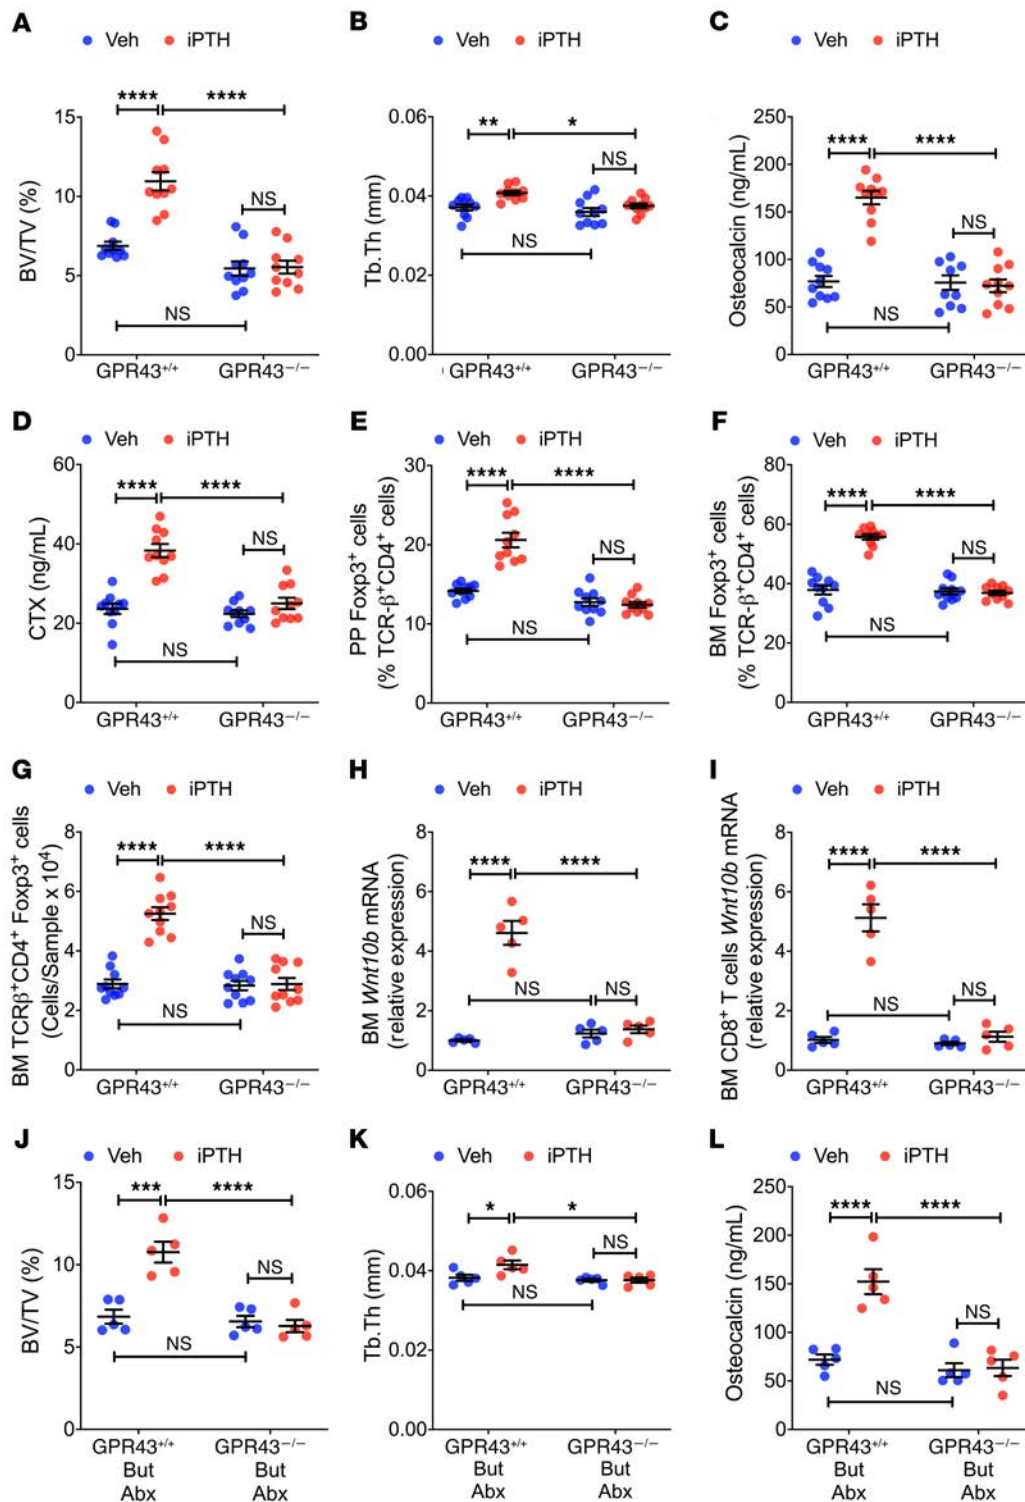 A
B
C
Veh iPTH
Veh iPTH
Veh iPTH
BV/TV (%)
15
10
5
0
****
****
NS
NS
GPR43+/+ GPR43−/−
Tb.Th (mm)
0.06
0.04
0.02
0.00
**
*
NS
NS
GPR43+/+ GPR43−/−
Osteocalcin (ng/mL)
250
200
150
100
50
0
****
****
NS
NS
GPR43+/+ GPR43−/−
D
E
F
Veh iPTH
Veh iPTH
Veh iPTH
CTX (ng/mL)
60
40
20
0
****
****
NS
NS
GPR43+/+ GPR43−/−
PP Foxp3+ cells
(% TCR-β+CD4+ cells)
30
20
10
0
****
****
NS
NS
GPR43+/+ GPR43−/−
BM Foxp3+ cells
(% TCR-β+CD4+ cells)
80
60
40
20
0
****
****
NS
NS
GPR43+/+ GPR43−/−
G
H
I
Veh iPTH
Veh iPTH
Veh iPTH
BM TCRβ+CD4+ Foxp3+ cells
(Cells/Sample x 10⁴)
8
6
4
2
0
****
****
NS
NS
GPR43+/+ GPR43−/−
BM Wnt10b mRNA
(relative expression)
8
6
4
2
0
****
****
NS
NS
GPR43+/+ GPR43−/−
BM CD8+ T cells Wnt10b mRNA
(relative expression)
8
6
4
2
0
****
****
NS
NS
GPR43+/+ GPR43−/−
J
K
L
Veh iPTH
Veh iPTH
Veh iPTH
BV/TV (%)
15
10
5
0
***
****
NS
NS
GPR43+/+ GPR43−/−
But But
Abx Abx
Tb.Th (mm)
0.06
0.04
0.02
0.00
*
*
NS
NS
GPR43+/+ GPR43−/−
But But
Abx Abx
Osteocalcin (ng/mL)
250
200
150
100
50
0
****
****
NS
NS
GPR43+/+ GPR43−/−
But But
Abx Abx